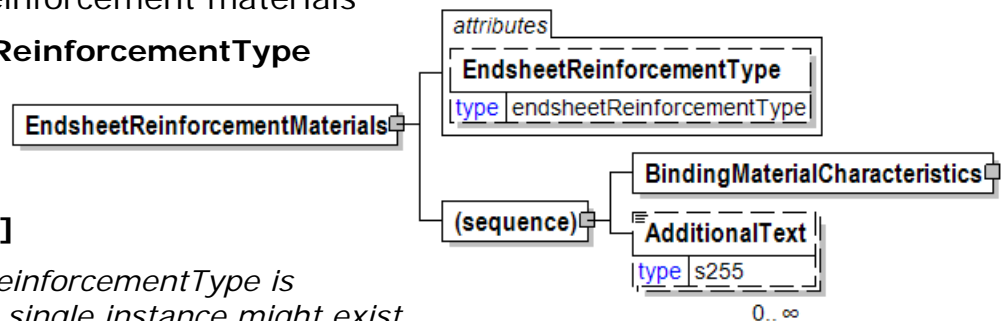 einforcement materials
ReinforcementType
]
einforcementType is
single instance might exist
attributes
EndsheetReinforcementType
type endsheetReinforcementType
EndsheetReinforcementMaterials
BindingMaterialCharacteristics
(sequence)
AdditionalText
type s255
0.. ∞